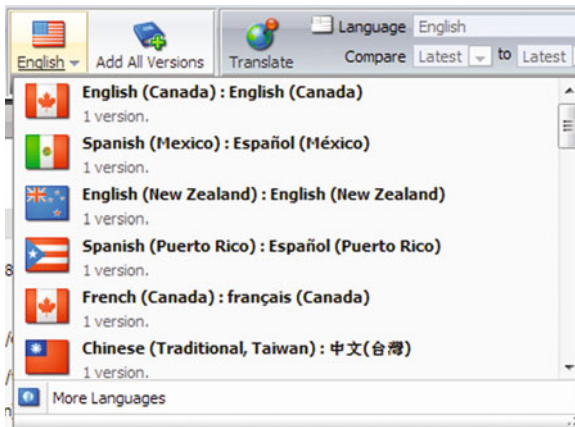 English
Add All Versions
Translate
Language English
Compare Latest to Latest
English (Canada) : English (Canada)
1 version.
Spanish (Mexico) : Español (México)
1 version.
English (New Zealand) : English (New Zealand)
1 version.
Spanish (Puerto Rico) : Español (Puerto Rico)
1 version.
French (Canada) : français (Canada)
1 version.
Chinese (Traditional, Taiwan) : 中文(台灣)
1 version.
More Languages